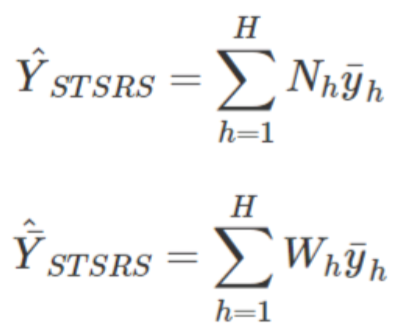 $\hat{Y}_{STSRS} = \sum_{h=1}^{H} N_h \bar{y}_h$
$\hat{\bar{Y}}_{STSRS} = \sum_{h=1}^{H} W_h \bar{y}_h$